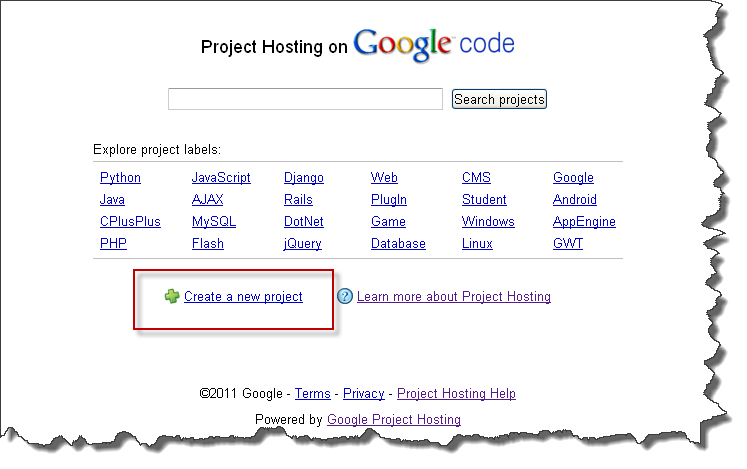 Project Hosting on Google code
Search projects
Explore project labels:
Python JavaScript Django Web CMS Google
Java AJAX Rails PlugIn Student Android
CPlusPlus MySQL DotNet Game Windows AppEngine
PHP Flash jQuery Database Linux GWT
Create a new project ? Learn more about Project Hosting
©2011 Google - Terms - Privacy - Project Hosting Help
Powered by Google Project Hosting